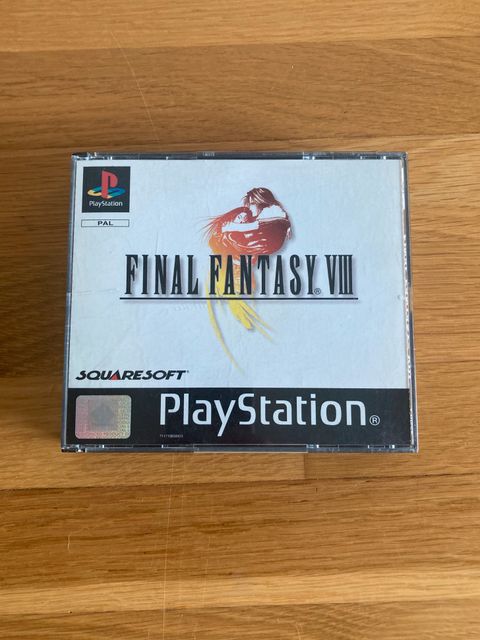 PlayStation
PAL
FINAL FANTASY® VIII
SQUARESOFT®
PlayStation®